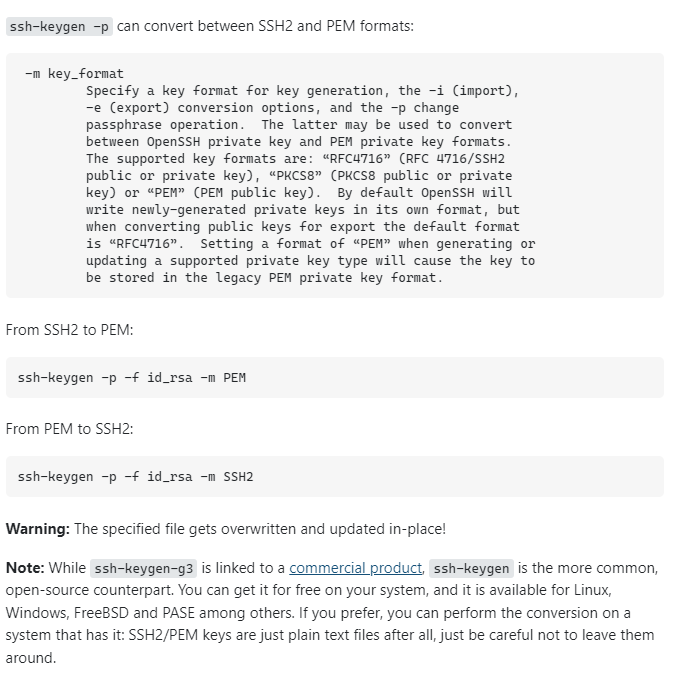 ssh-keygen -p can convert between SSH2 and PEM formats:
-m key_format
Specify a key format for key generation, the -i (import),
-e (export) conversion options, and the -p change
passphrase operation.  The latter may be used to convert
between OpenSSH private key and PEM private key formats.
The supported key formats are: “RFC4716” (RFC 4716/SSH2
public or private key), “PKCS8” (PKCS8 public or private
key) or “PEM” (PEM public key).  By default OpenSSH will
write newly-generated private keys in its own format, but
when converting public keys for export the default format
is “RFC4716”.  Setting a format of “PEM” when generating or
updating a supported private key type will cause the key to
be stored in the legacy PEM private key format.
From SSH2 to PEM:
ssh-keygen -p -f id_rsa -m PEM
From PEM to SSH2:
ssh-keygen -p -f id_rsa -m SSH2
Warning: The specified file gets overwritten and updated in-place!
Note: While ssh-keygen-g3 is linked to a commercial product, ssh-keygen is the more common,
open-source counterpart. You can get it for free on your system, and it is available for Linux,
Windows, FreeBSD and PASE among others. If you prefer, you can perform the conversion on a
system that has it: SSH2/PEM keys are just plain text files after all, just be careful not to leave them
around.